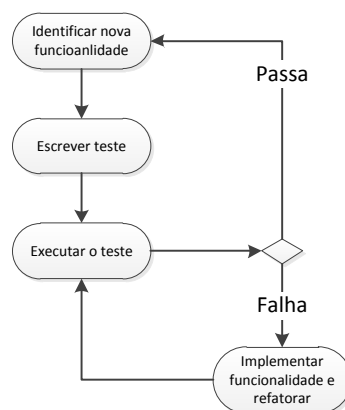 Identificar nova
funcioanlidade
Passa
Escrever teste
Executar o teste
Falha
Implementar
funcionalidade e
refatorar